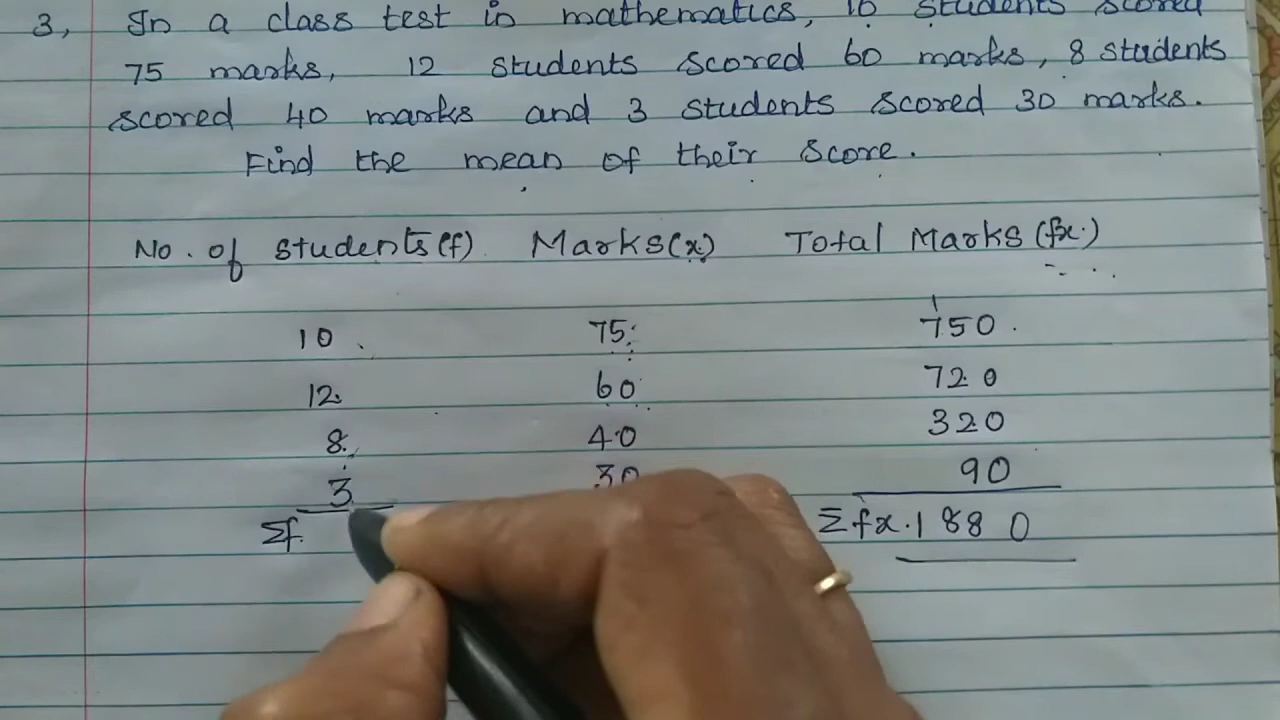 3, In a class test in mathematics, 10 students scored
75 marks, 12 students scored 60 marks, 8 students
scored 40 marks and 3 students scored 30 marks.
Find the mean of their score.
No. of students(f) Marks(x) Total Marks (fx)
10 75 750
12 60 720
8 40 320
3 30 90
Σf Σfx 1880